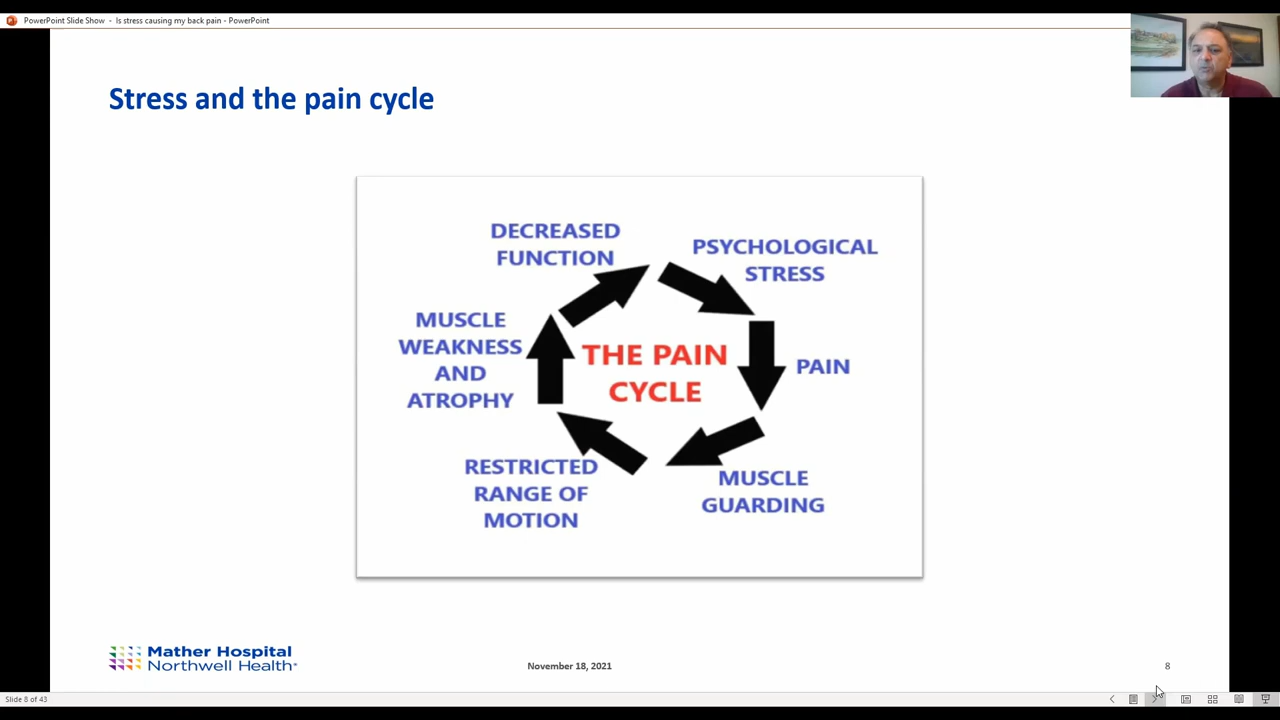 PowerPoint Slide Show - Is stress causing my back pain - PowerPoint
Stress and the pain cycle
DECREASED
FUNCTION
PSYCHOLOGICAL
STRESS
MUSCLE
WEAKNESS
AND
ATROPHY
THE PAIN
CYCLE
PAIN
RESTRICTED
RANGE OF
MOTION
MUSCLE
GUARDING
Mather Hospital
Northwell Health®
November 18, 2021
8
Slide 8 of 43